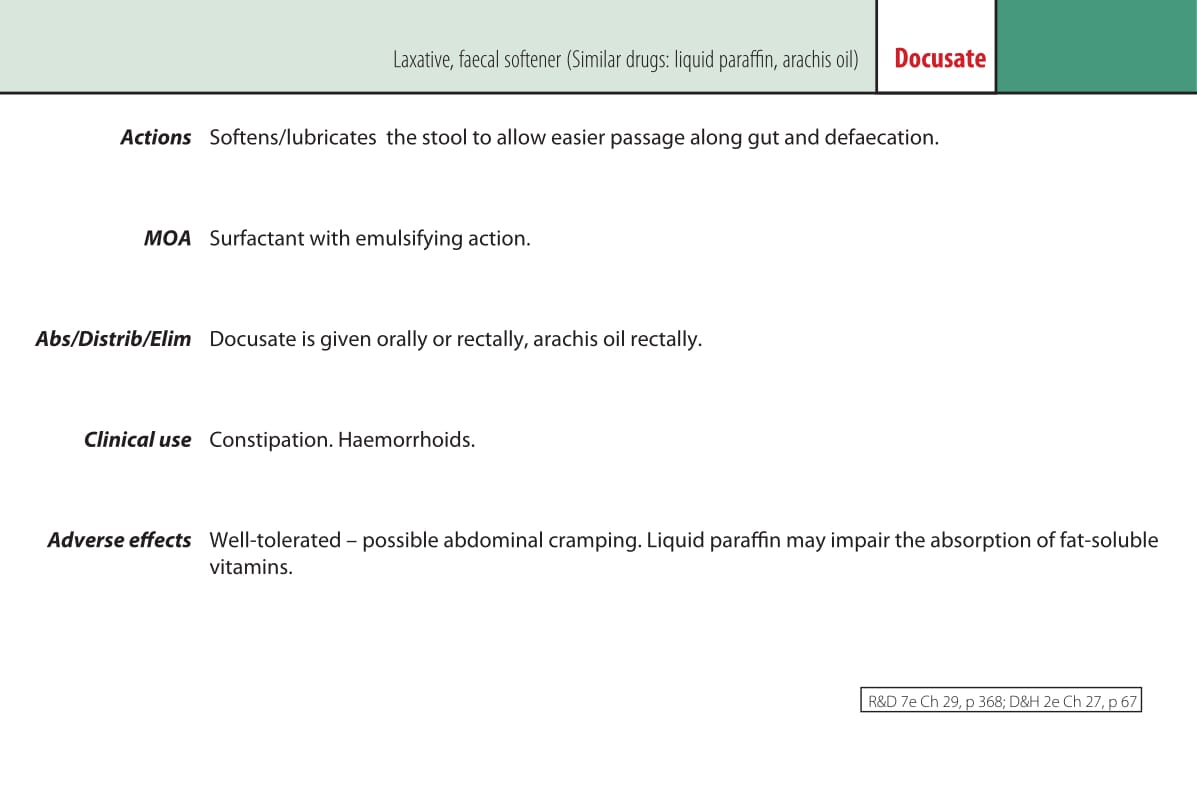 Laxative, faecal softener (Similar drugs: liquid paraffin, arachis oil) Docusate
Actions Softens/lubricates the stool to allow easier passage along gut and defaecation.
MOA Surfactant with emulsifying action.
Abs/Distrib/Elim Docusate is given orally or rectally, arachis oil rectally.
Clinical use Constipation. Haemorrhoids.
Adverse effects Well-tolerated – possible abdominal cramping. Liquid paraffin may impair the absorption of fat-soluble
vitamins.
R&D 7e Ch 29, p 368; D&H 2e Ch 27, p 67